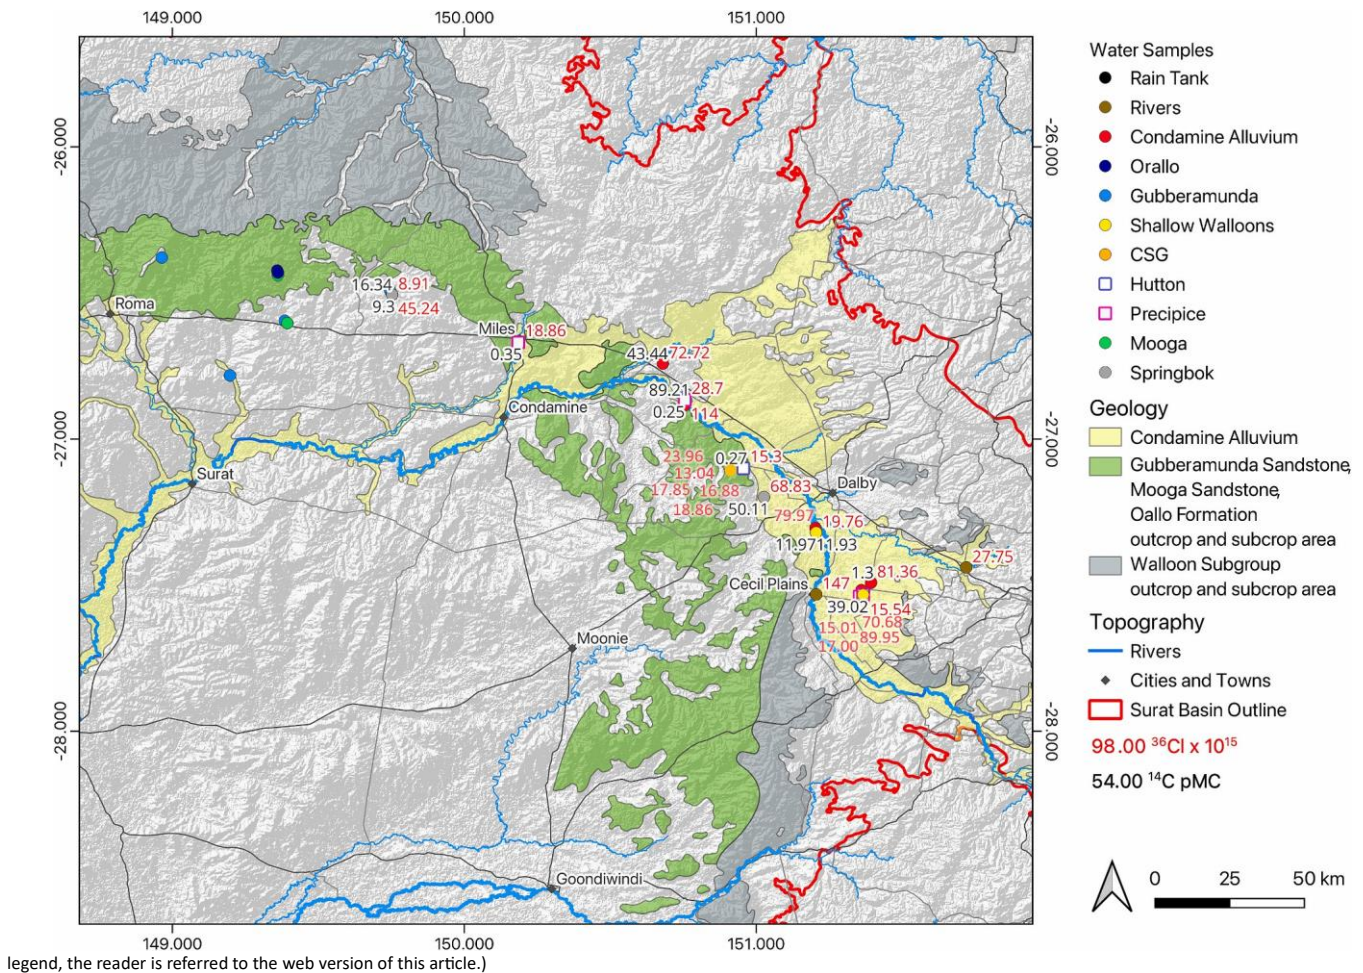 149.000 150.000 151.000
-26.000
-27.000
-28.000
-26.000
-27.000
-28.000
Roma
16.34 8.91
9.3 45.24
Miles 18.86
0.35
43.44 72.72
89.21 28.7
0.25 114
Condamine
23.96 0.27 15.3
13.04
17.85 16.88 68.83
18.86 50.11 79.97 19.76
Surat
Dalby
11.97 11.93
27.75
Cecil Plains 147 1.3 81.36
39.02 15.54
15.01 70.68
17.00 89.95
Moonie
Goondiwindi
149.000 150.000 151.000
Water Samples
Rain Tank
Rivers
Condamine Alluvium
Orallo
Gubberamunda
Shallow Walloons
CSG
Hutton
Precipice
Mooga
Springbok
Geology
Condamine Alluvium
Gubberamunda Sandstone,
Mooga Sandstone,
Oallo Formation
outcrop and subcrop area
Walloon Subgroup
outcrop and subcrop area
Topography
Rivers
Cities and Towns
Surat Basin Outline
98.00 ³⁶Cl x 10¹⁵
54.00 ¹⁴C pMC
0 25 50 km
legend, the reader is referred to the web version of this article.)